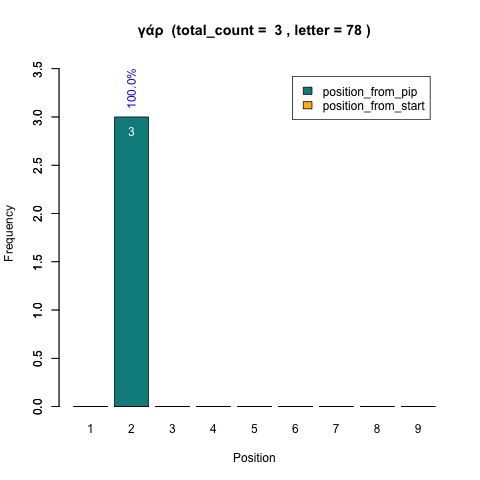 γάρ (total_count = 3 , letter = 78 )
100.0%
3
position_from_pip
position_from_start
Frequency
3.5
3.0
2.5
2.0
1.5
1.0
0.5
0.0
1 2 3 4 5 6 7 8 9
Position